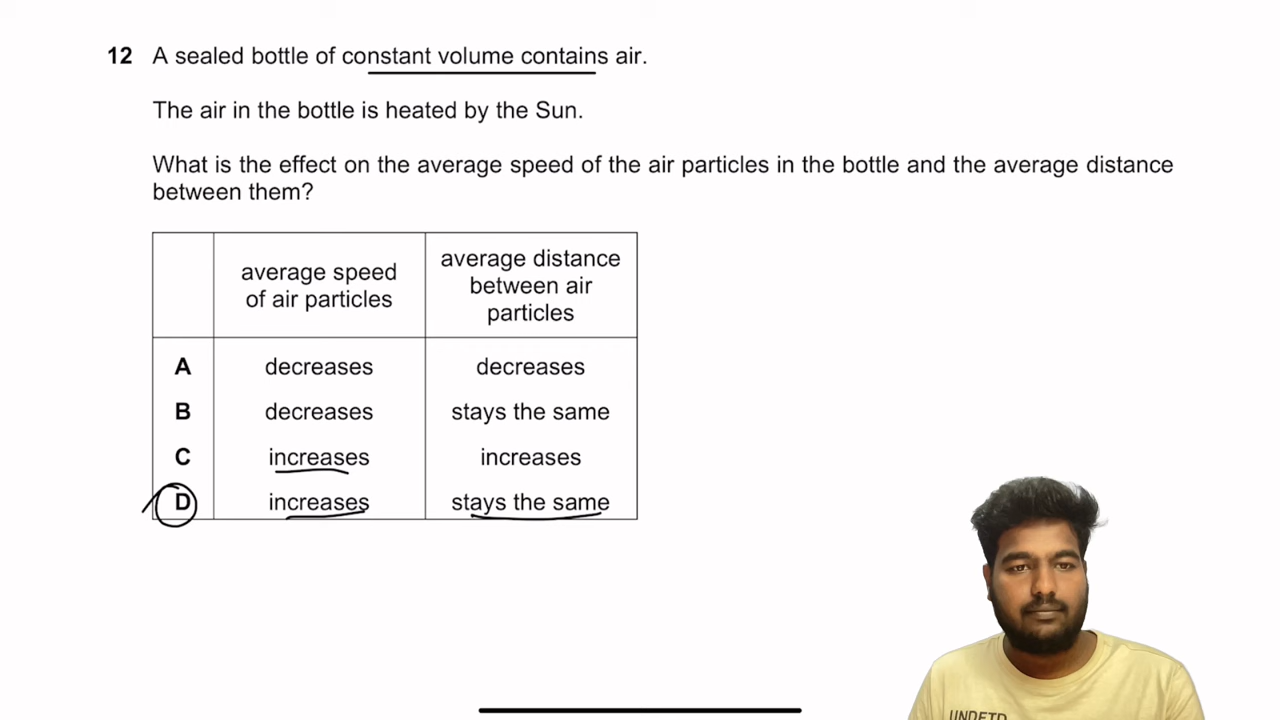 12 A sealed bottle of constant volume contains air.
The air in the bottle is heated by the Sun.
What is the effect on the average speed of the air particles in the bottle and the average distance
between them?
average speed
of air particles
average distance
between air
particles
A decreases decreases
B decreases stays the same
C increases increases
D increases stays the same